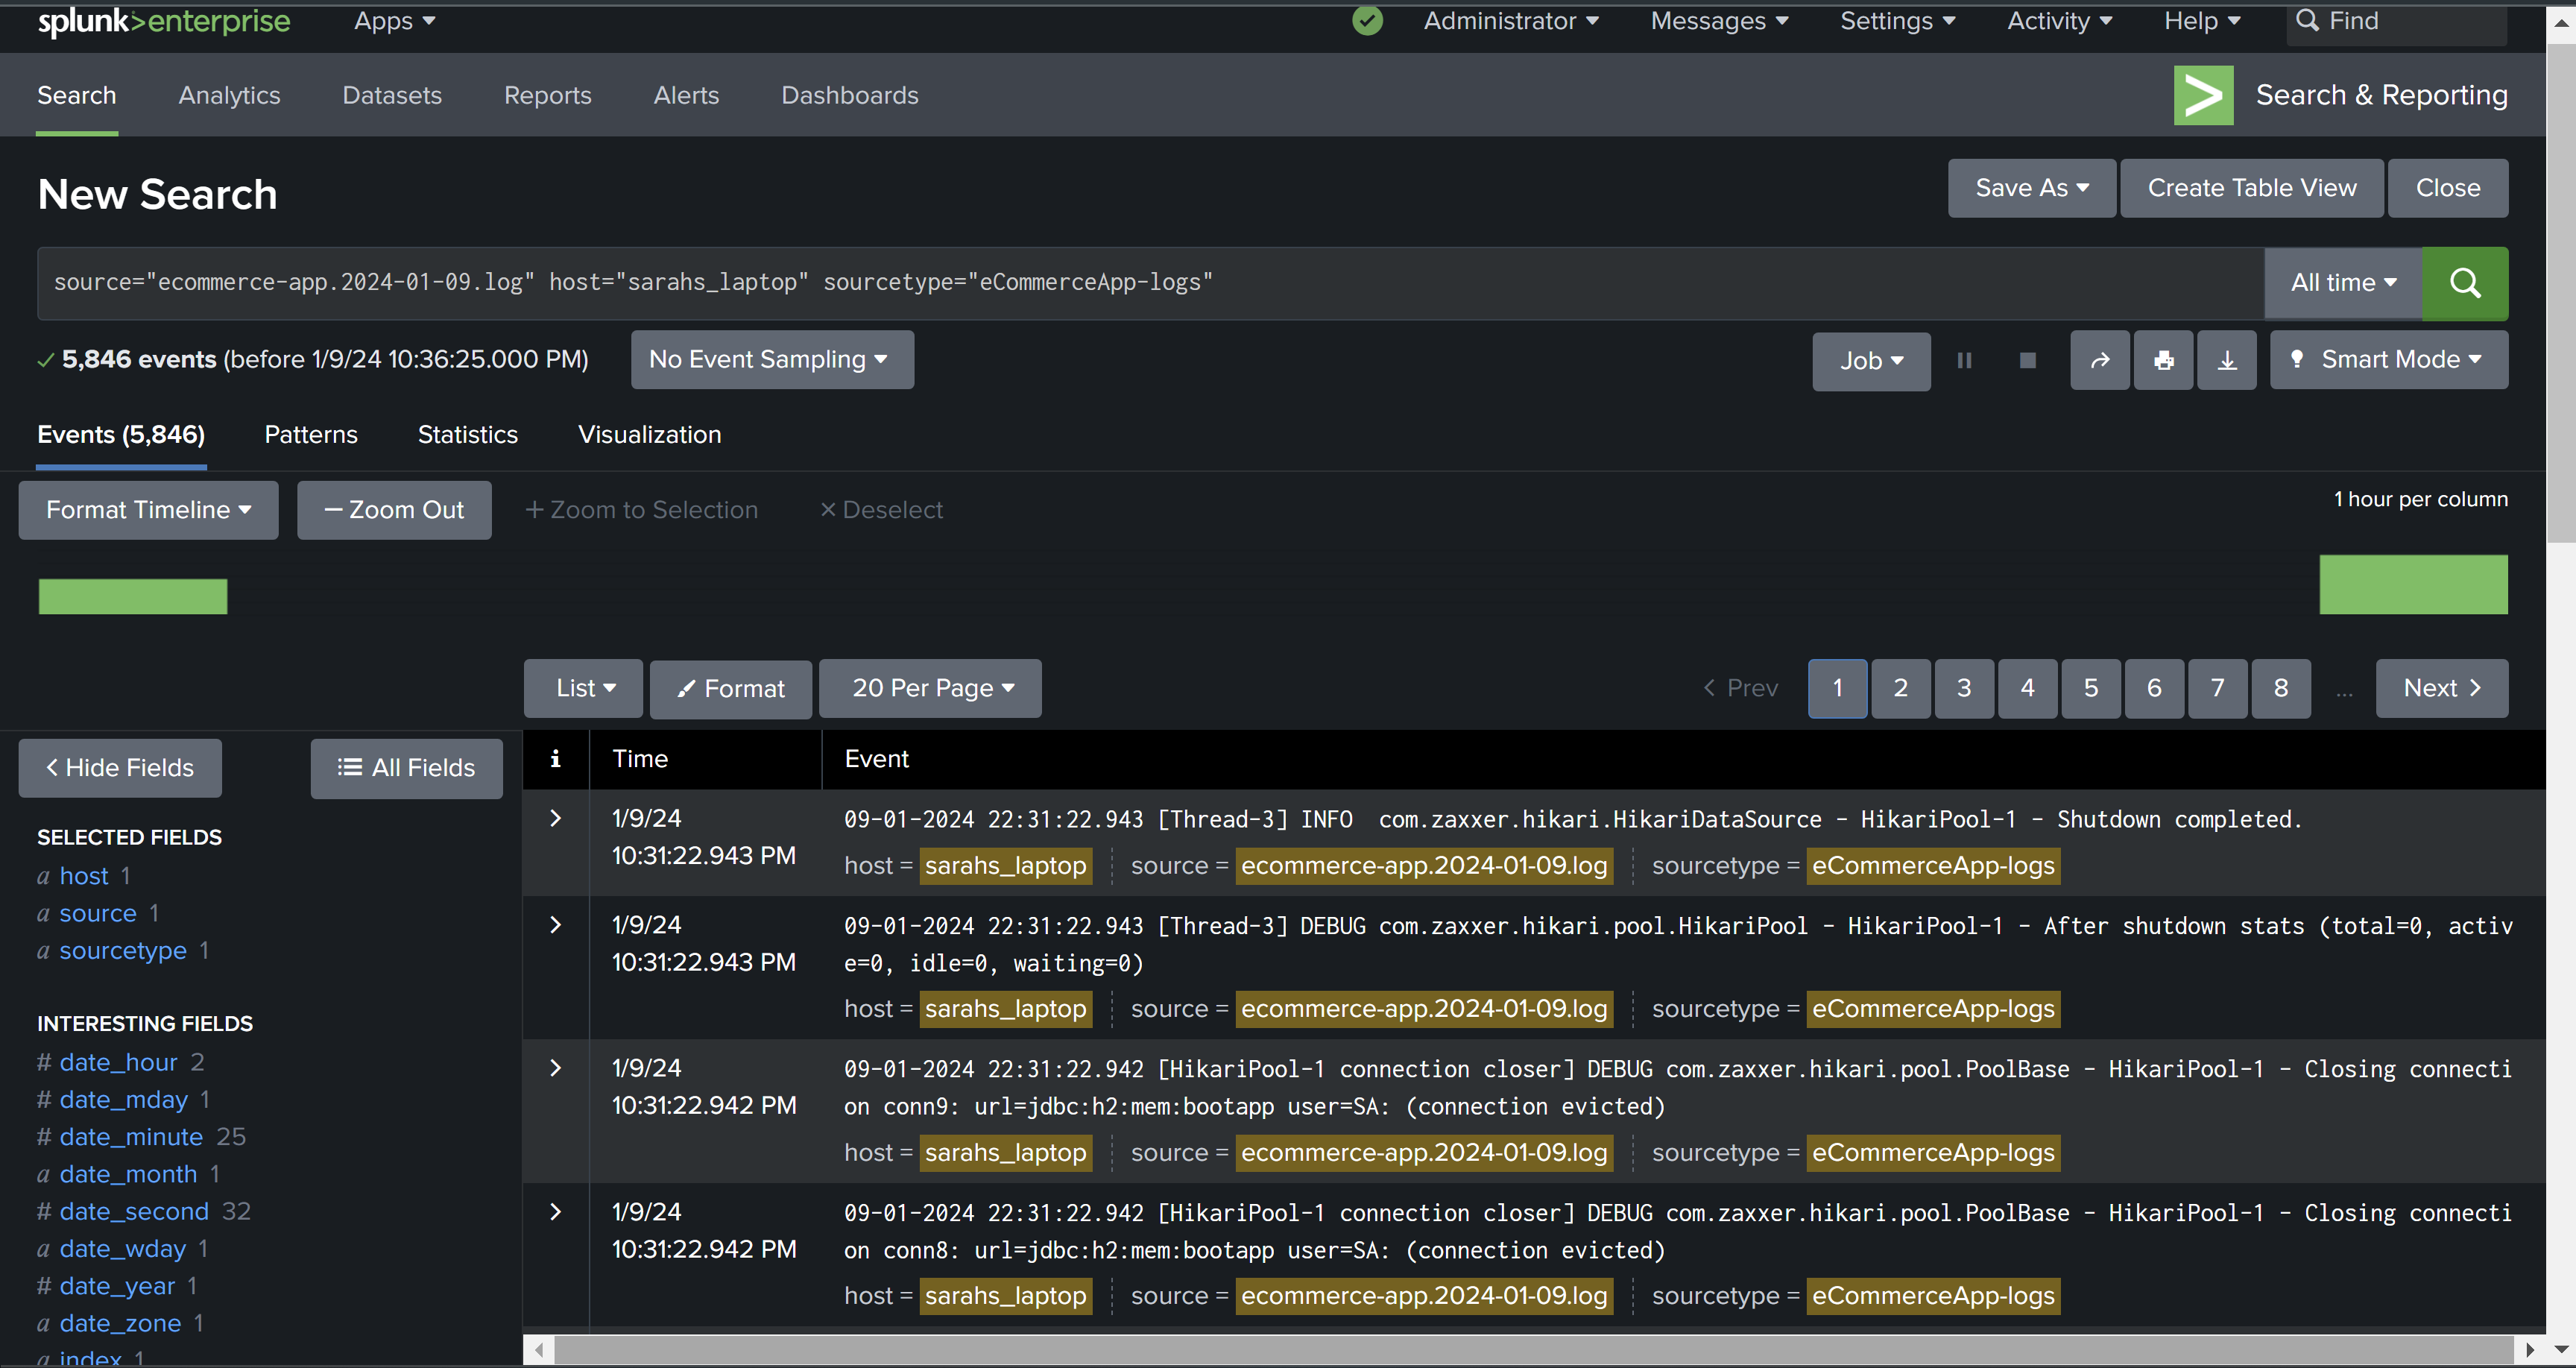 splunk>enterprise Apps Administrator Messages Settings Activity Help Find
Search Analytics Datasets Reports Alerts Dashboards Search & Reporting
New Search Save As Create Table View Close
source="ecommerce-app.2024-01-09.log" host="sarahs_laptop" sourcetype="eCommerceApp-logs" All time
5,846 events (before 1/9/24 10:36:25.000 PM) No Event Sampling Job Smart Mode
Events (5,846) Patterns Statistics Visualization
Format Timeline — Zoom Out + Zoom to Selection × Deselect 1 hour per column
List Format 20 Per Page < Prev 1 2 3 4 5 6 7 8 ... Next >
< Hide Fields All Fields
SELECTED FIELDS
a host 1
a source 1
a sourcetype 1
INTERESTING FIELDS
# date_hour 2
# date_mday 1
# date_minute 25
a date_month 1
# date_second 32
a date_wday 1
# date_year 1
a date_zone 1
a index 1
i Time Event
> 1/9/24 09-01-2024 22:31:22.943 [Thread-3] INFO  com.zaxxer.hikari.HikariDataSource - HikariPool-1 - Shutdown completed.
10:31:22.943 PM host = sarahs_laptop source = ecommerce-app.2024-01-09.log sourcetype = eCommerceApp-logs
> 1/9/24 09-01-2024 22:31:22.943 [Thread-3] DEBUG com.zaxxer.hikari.pool.HikariPool - HikariPool-1 - After shutdown stats (total=0, activ
10:31:22.943 PM e=0, idle=0, waiting=0)
host = sarahs_laptop source = ecommerce-app.2024-01-09.log sourcetype = eCommerceApp-logs
> 1/9/24 09-01-2024 22:31:22.942 [HikariPool-1 connection closer] DEBUG com.zaxxer.hikari.pool.PoolBase - HikariPool-1 - Closing connecti
10:31:22.942 PM on conn9: url=jdbc:h2:mem:bootapp user=SA: (connection evicted)
host = sarahs_laptop source = ecommerce-app.2024-01-09.log sourcetype = eCommerceApp-logs
> 1/9/24 09-01-2024 22:31:22.942 [HikariPool-1 connection closer] DEBUG com.zaxxer.hikari.pool.PoolBase - HikariPool-1 - Closing connecti
10:31:22.942 PM on conn8: url=jdbc:h2:mem:bootapp user=SA: (connection evicted)
host = sarahs_laptop source = ecommerce-app.2024-01-09.log sourcetype = eCommerceApp-logs